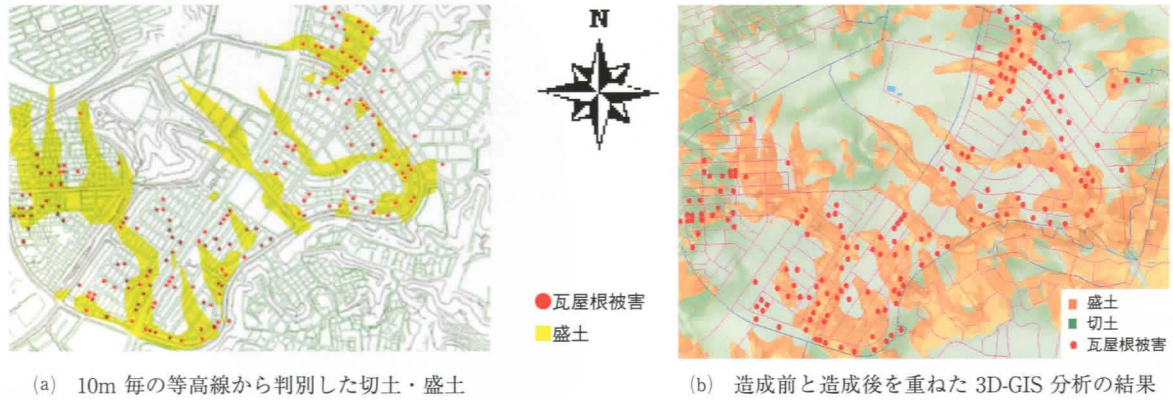 N
瓦屋根被害
盛土
盛土
切土
瓦屋根被害
(a) 10m 毎の等高線から判別した切土・盛土
(b) 造成前と造成後を重ねた 3D-GIS 分析の結果